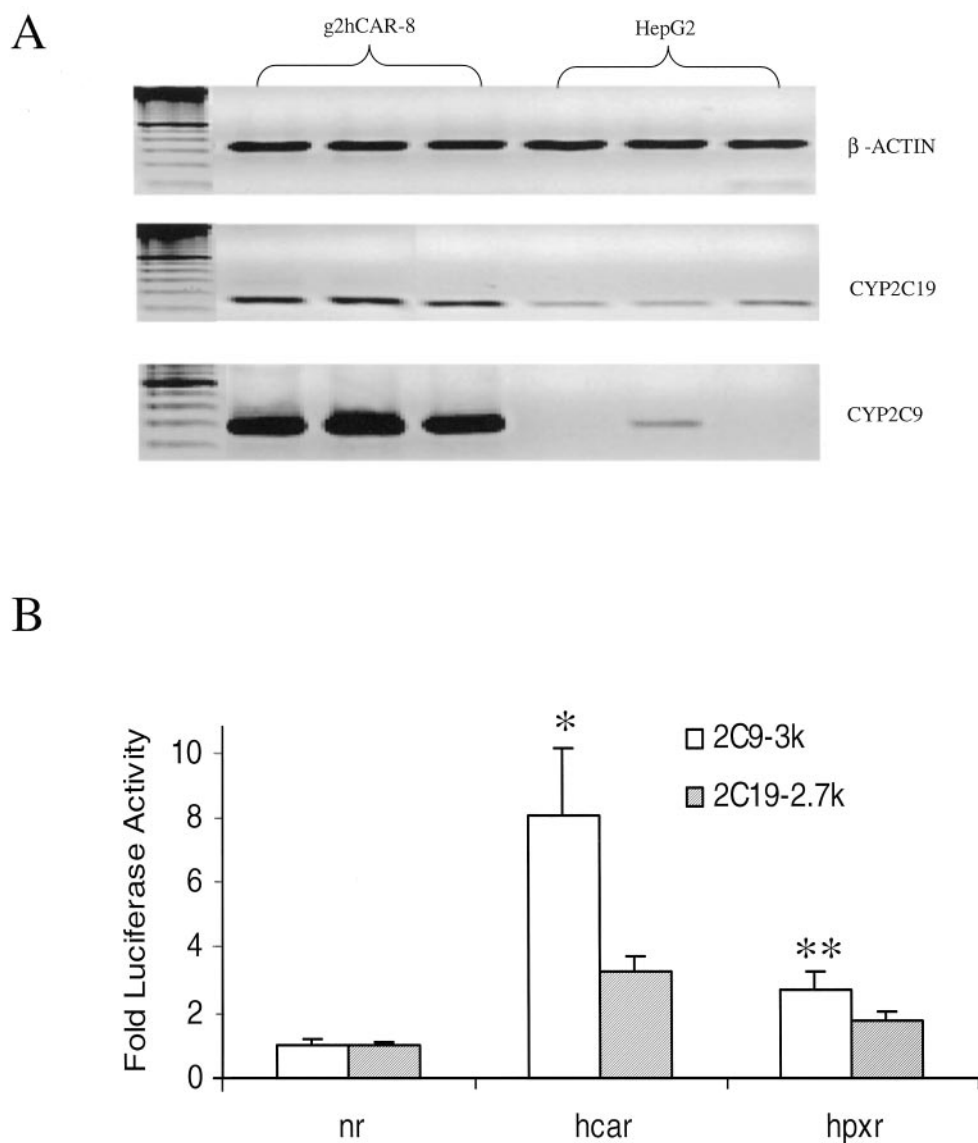 A
g2hCAR-8 HepG2
β -ACTIN
CYP2C19
CYP2C9
B
* 2C9-3k
2C19-2.7k
**
Fold Luciferase Activity
10
8
6
4
2
0
nr hcar hpxr